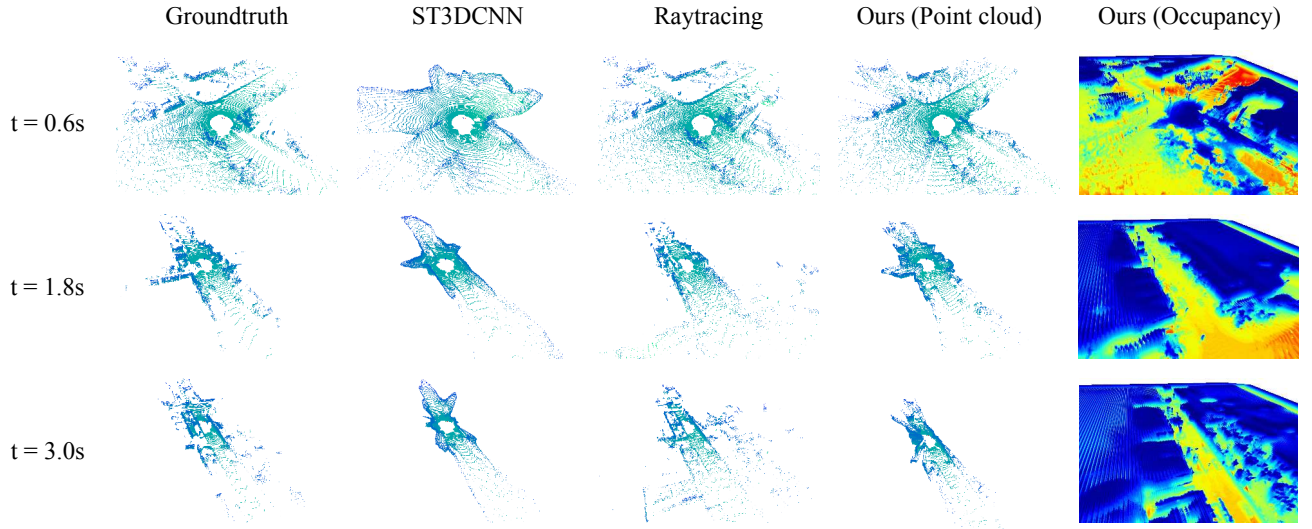 Groundtruth ST3DCNN Raytracing Ours (Point cloud) Ours (Occupancy)
t = 0.6s
t = 1.8s
t = 3.0s